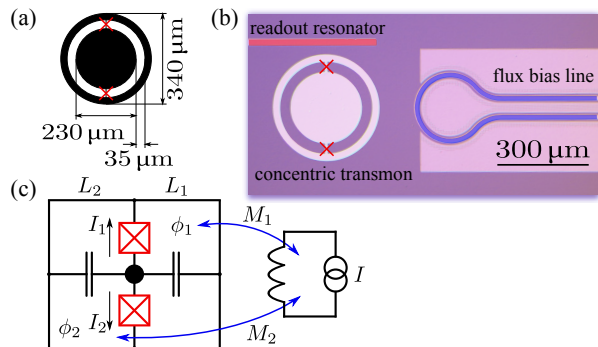 (a)
340 μm
230 μm
35 μm
(b)
readout resonator
flux bias line
concentric transmon
300 μm
(c)
L₂ L₁
I₁ ϕ₁ M₁
I
I₂
ϕ₂ M₂